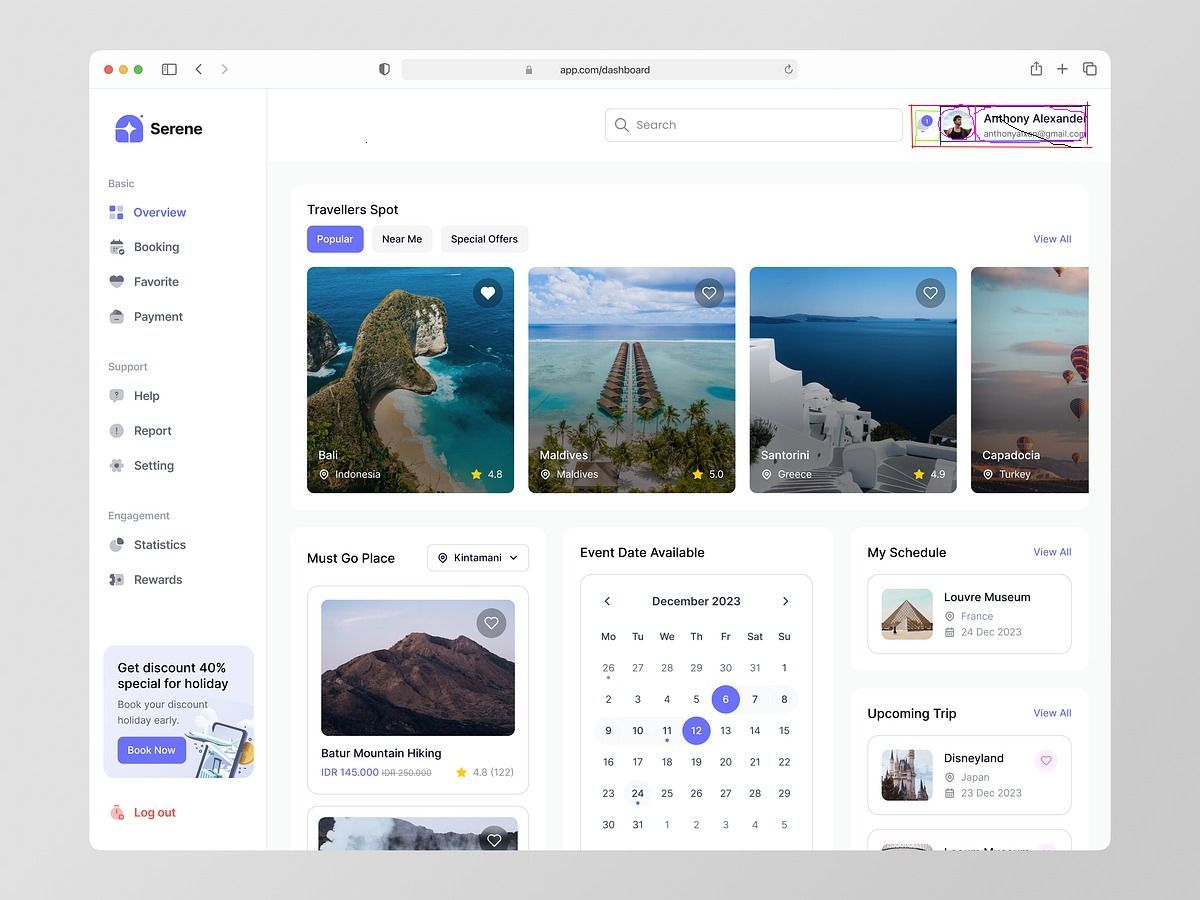 app.com/dashboard
Serene
Search
1
Anthony Alexander
anthonyalxan@gmail.com
Basic
Overview
Booking
Favorite
Payment
Support
Help
Report
Setting
Engagement
Statistics
Rewards
Get discount 40%
special for holiday
Book your discount
holiday early.
Book Now
Log out
Travellers Spot
Popular
Near Me
Special Offers
View All
Bali
Indonesia
4.8
Maldives
Maldives
5.0
Santorini
Greece
4.9
Capadocia
Turkey
Must Go Place
Kintamani
Batur Mountain Hiking
IDR 145.000 IDR 250.000
4.8 (122)
Event Date Available
December 2023
Mo Tu We Th Fr Sat Su
26 27 28 29 30 31 1
2 3 4 5 6 7 8
9 10 11 12 13 14 15
16 17 18 19 20 21 22
23 24 25 26 27 28 29
30 31 1 2 3 4 5
My Schedule
View All
Louvre Museum
France
24 Dec 2023
Upcoming Trip
View All
Disneyland
Japan
23 Dec 2023